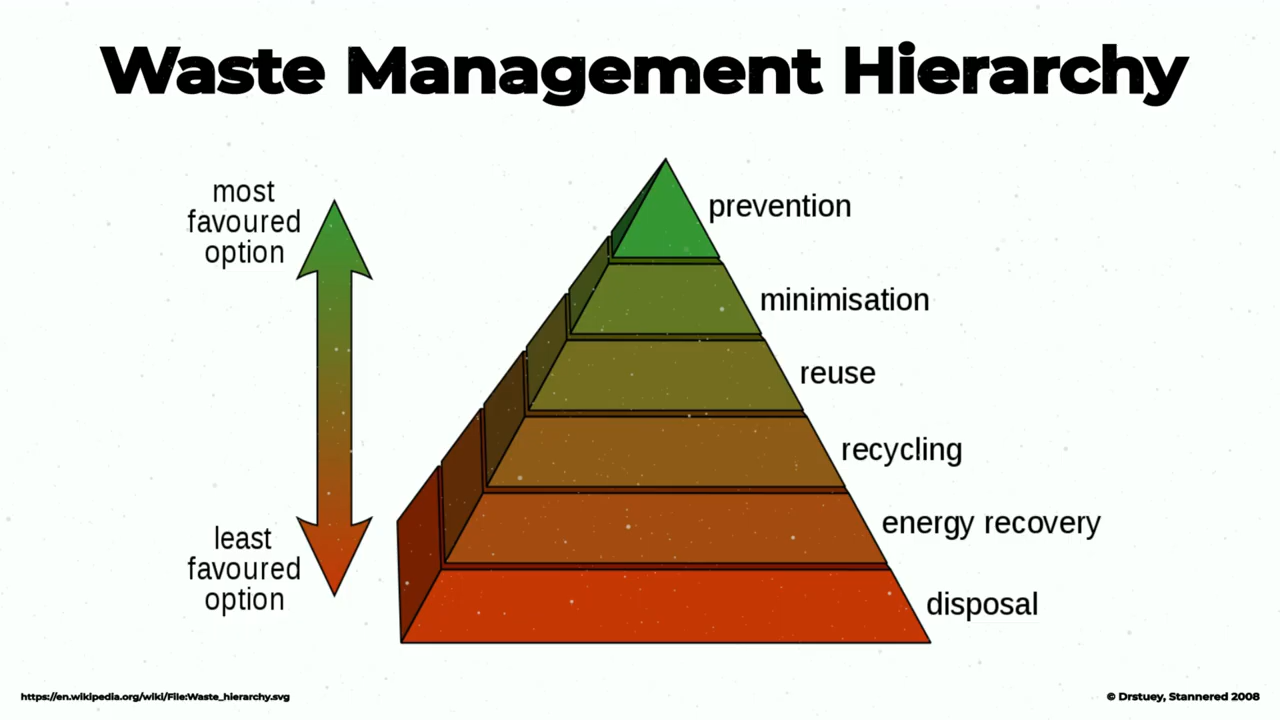 Waste Management Hierarchy
most
favoured
option
prevention
minimisation
reuse
recycling
energy recovery
least
favoured
option
disposal
https://en.wikipedia.org/wiki/File:Waste_hierarchy.svg
© Drstuey, Stannered 2008